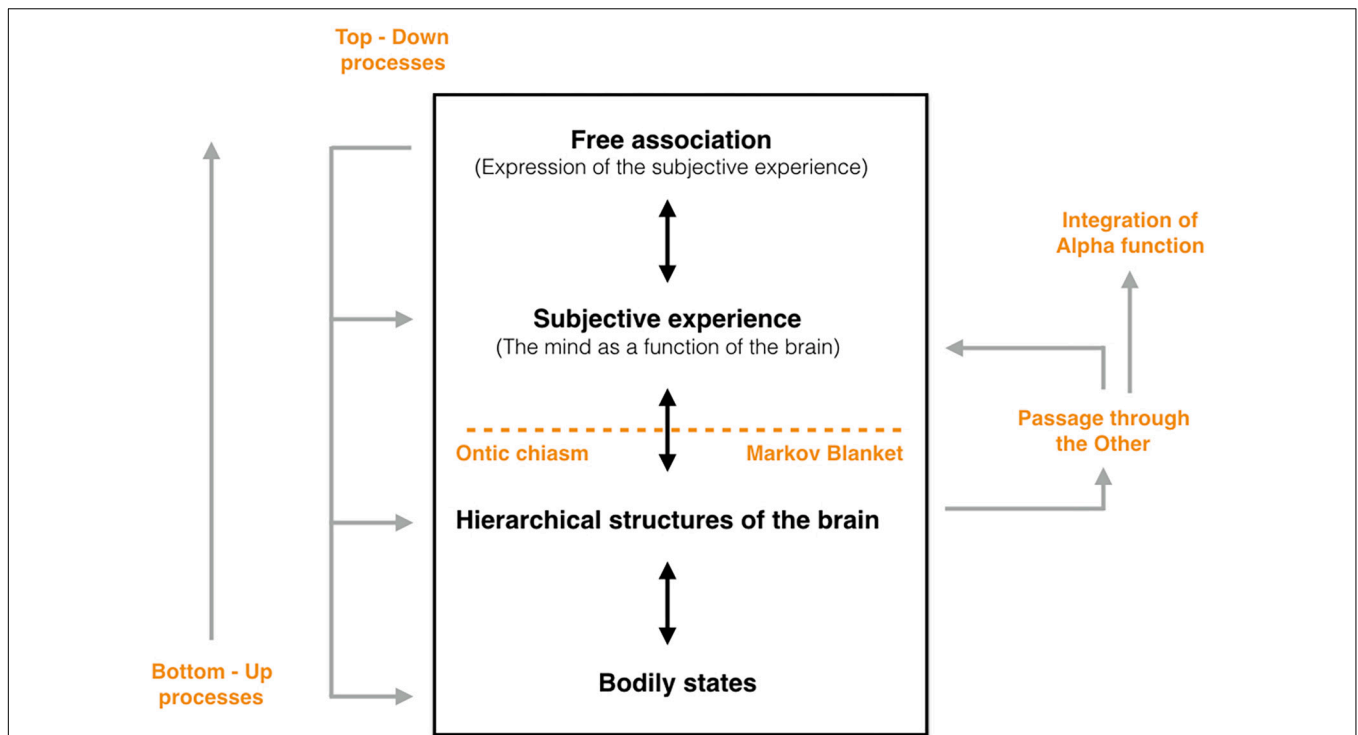 Top - Down
processes
Free association
(Expression of the subjective experience)
Integration of
Alpha function
Subjective experience
(The mind as a function of the brain)
Passage through
the Other
Ontic chiasm
Markov Blanket
Hierarchical structures of the brain
Bottom - Up
processes
Bodily states